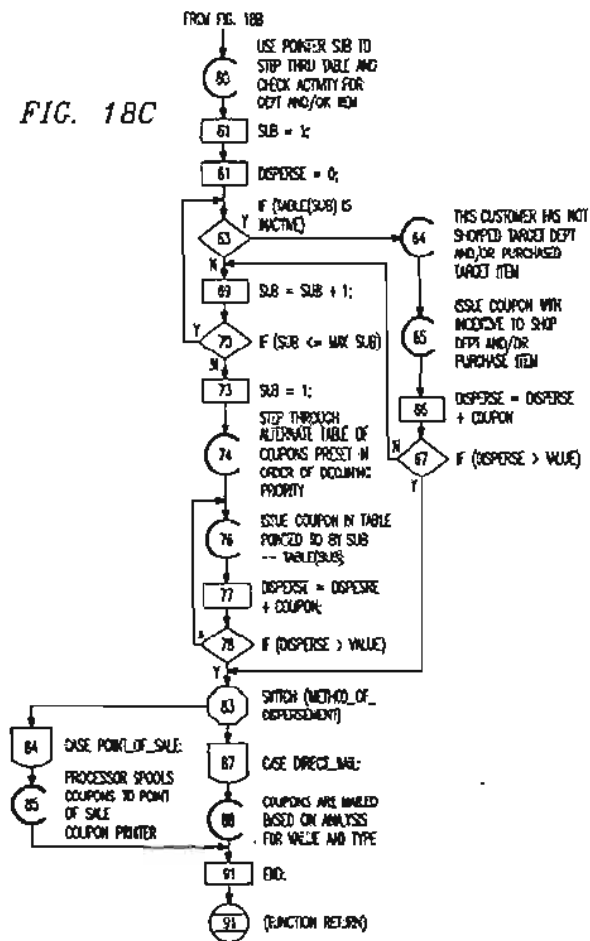 FROM FIG. 18B
FIG. 18C
USE POINTER SUB TO
STEP THRU TABLE AND
CHECK ACTIVITY FOR
DEPT AND/OR ITEM
60
61
SUB = 1;
61
DISPERSE = 0;
IF (TABLE(SUB) IS
INACTIVE)
63
Y
N
64
THIS CUSTOMER HAS NOT
SHOPPED TARGET DEPT
AND/OR PURCHASED
TARGET ITEM
69
SUB = SUB + 1;
65
ISSUE COUPON WITH
INCENTIVE TO SHOP
DEPT AND/OR
PURCHASE ITEM
Y
70
IF (SUB <= MAX SUB)
N
73
SUB = 1;
66
DISPERSE = DISPERSE
+ COUPON
N
67
IF (DISPERSE > VALUE)
Y
STEP THROUGH
ALTERNATE TABLE OF
COUPONS PRESET IN
ORDER OF DECLINING
PRIORITY
74
76
ISSUE COUPON IN TABLE
POINTED TO BY SUB
-- TABLE(SUB);
77
DISPERSE = DISPESRE
+ COUPON;
78
IF (DISPERSE > VALUE)
Y
83
SWITCH (METHOD_OF_
DISPERSEMENT)
84
CASE POINT_OF_SALE:
87
CASE DIRECT_MAIL:
85
PROCESSOR SPOOLS
COUPONS TO POINT
OF SALE
COUPON PRINTER
88
COUPONS ARE MAILED
BASED ON ANALYSIS
FOR VALUE AND TYPE
91
END;
91
(FUNCTION RETURN)